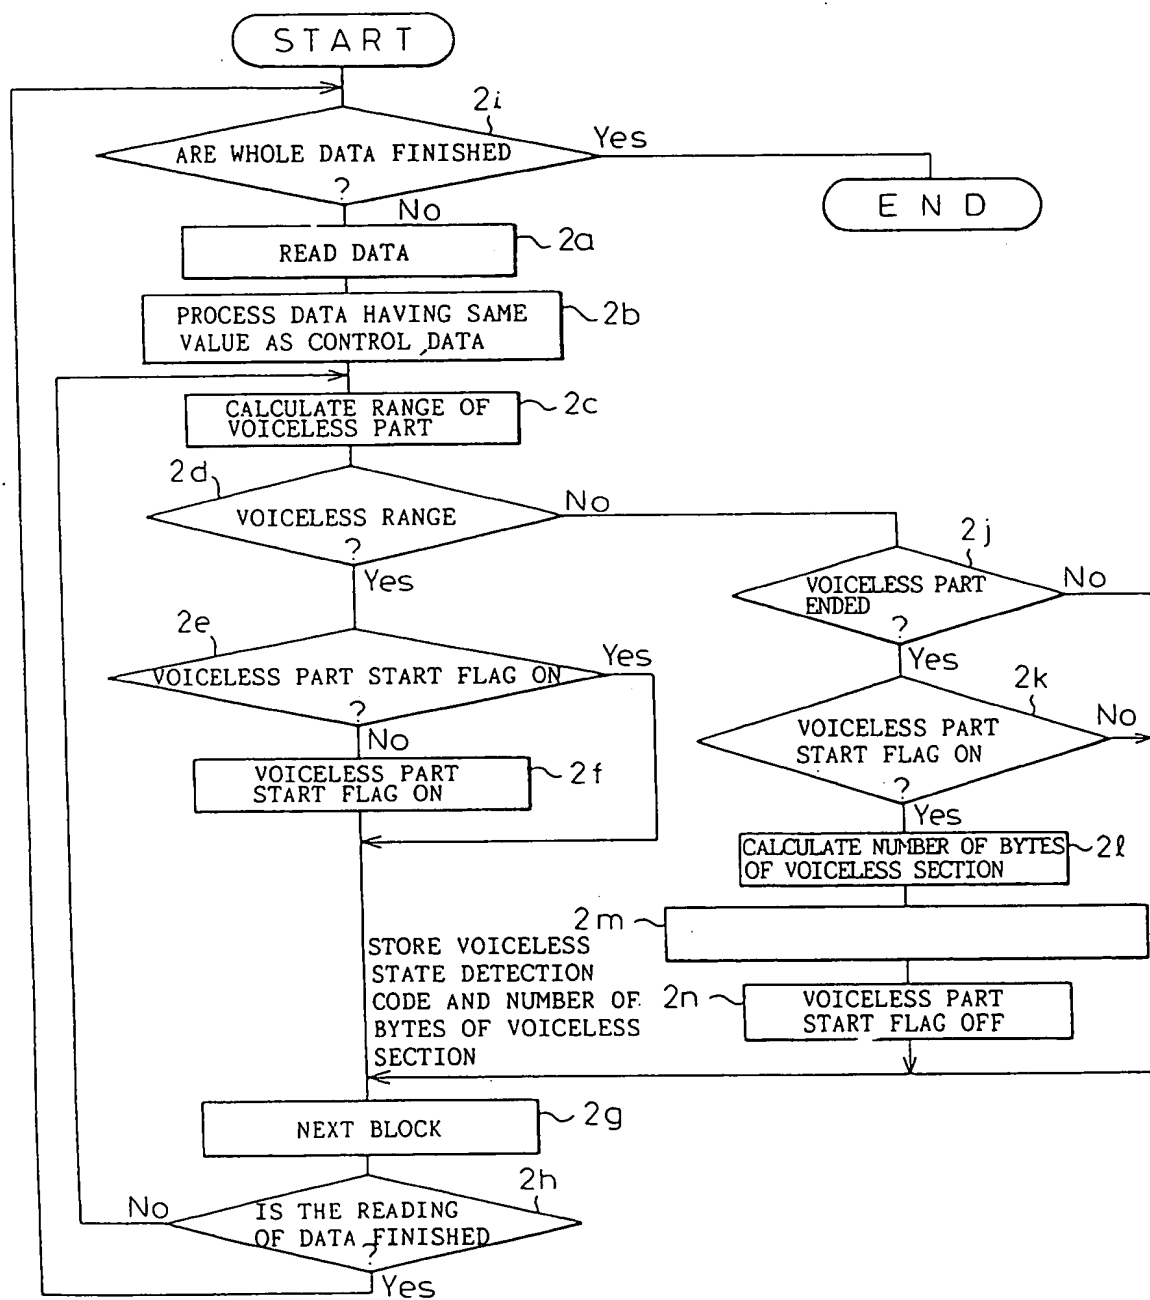 START
2i
ARE WHOLE DATA FINISHED
?
Yes
END
No
READ DATA
2a
PROCESS DATA HAVING SAME
VALUE AS CONTROL DATA
2b
CALCULATE RANGE OF
VOICELESS PART
2c
2d
VOICELESS RANGE
?
No
Yes
2j
VOICELESS PART
ENDED
?
No
Yes
2e
VOICELESS PART START FLAG ON
?
Yes
No
2k
VOICELESS PART
START FLAG ON
?
No
Yes
VOICELESS PART
START FLAG ON
2f
CALCULATE NUMBER OF BYTES
OF VOICELESS SECTION
2ℓ
2m
STORE VOICELESS
STATE DETECTION
CODE AND NUMBER OF
BYTES OF VOICELESS
SECTION
2n
VOICELESS PART
START FLAG OFF
NEXT BLOCK
2g
2h
IS THE READING
OF DATA FINISHED
?
No
Yes